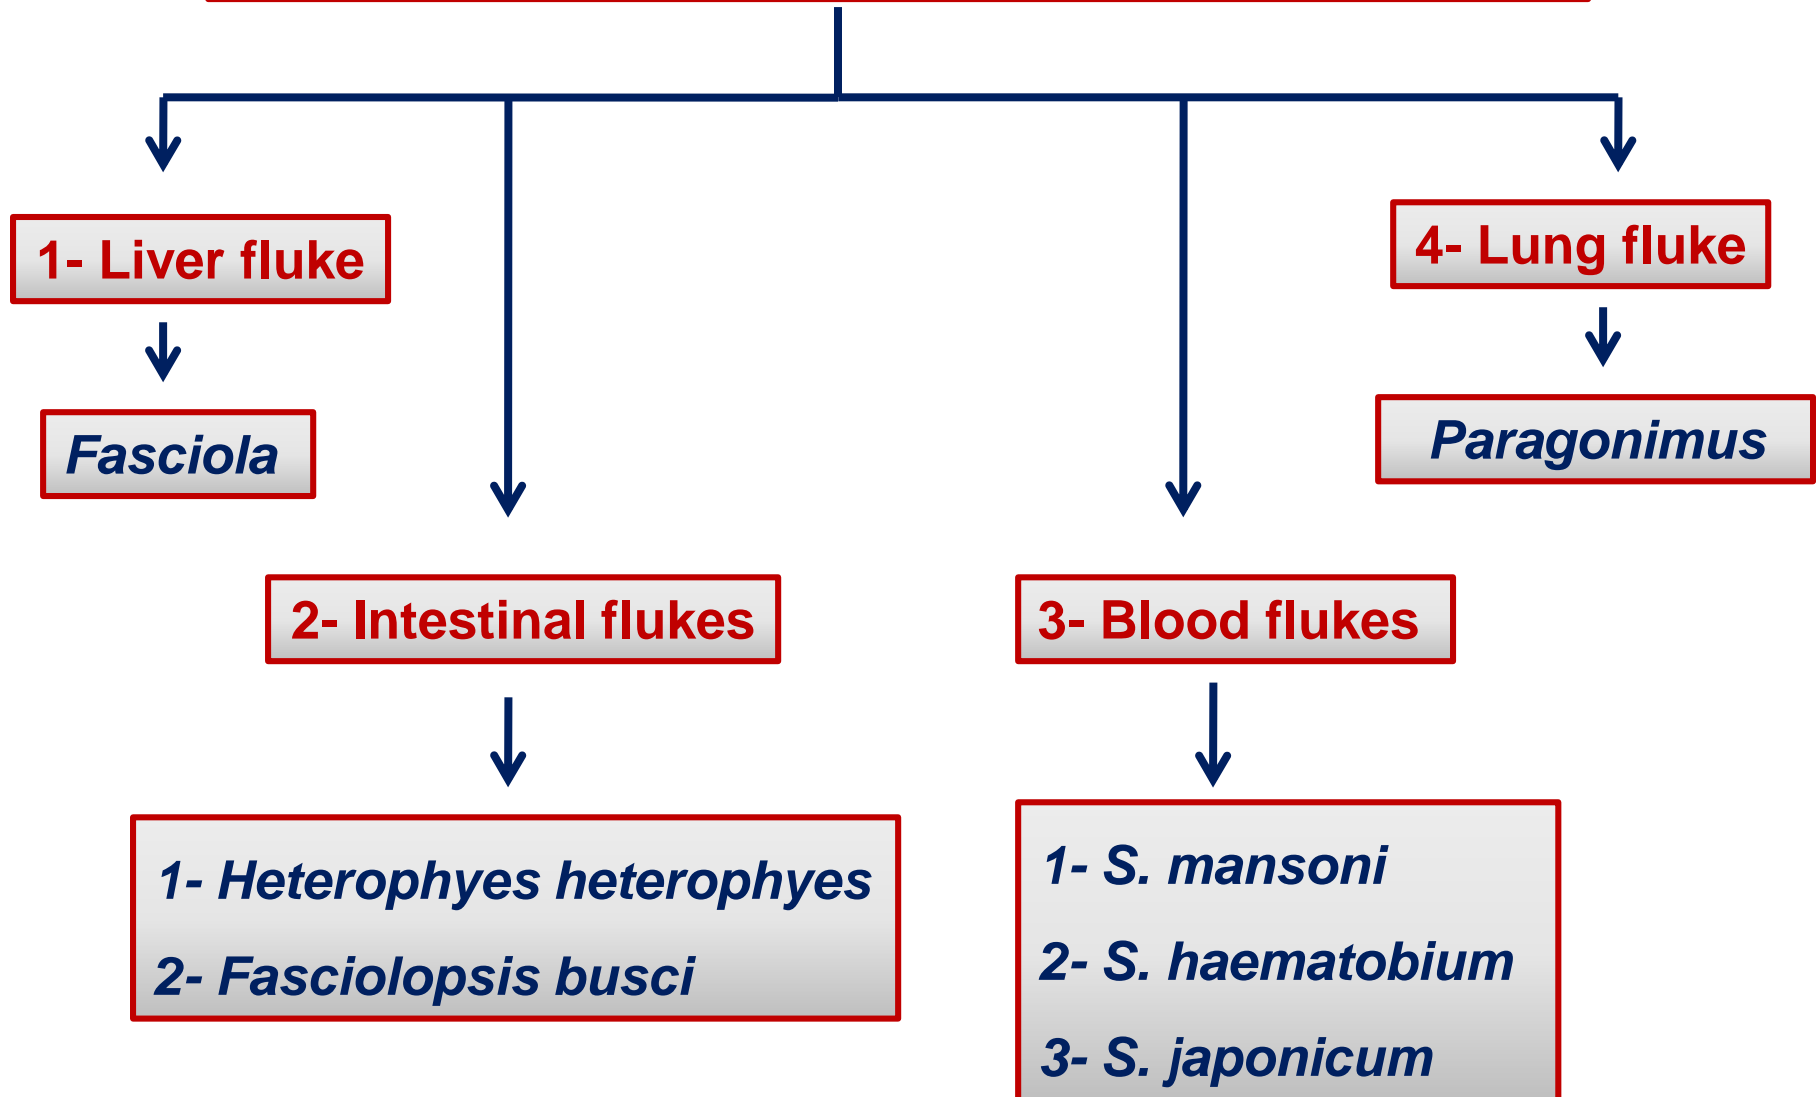 1- Liver fluke
4- Lung fluke
Fasciola
Paragonimus
2- Intestinal flukes
3- Blood flukes
1- Heterophyes heterophyes
2- Fasciolopsis busci
1- S. mansoni
2- S. haematobium
3- S. japonicum